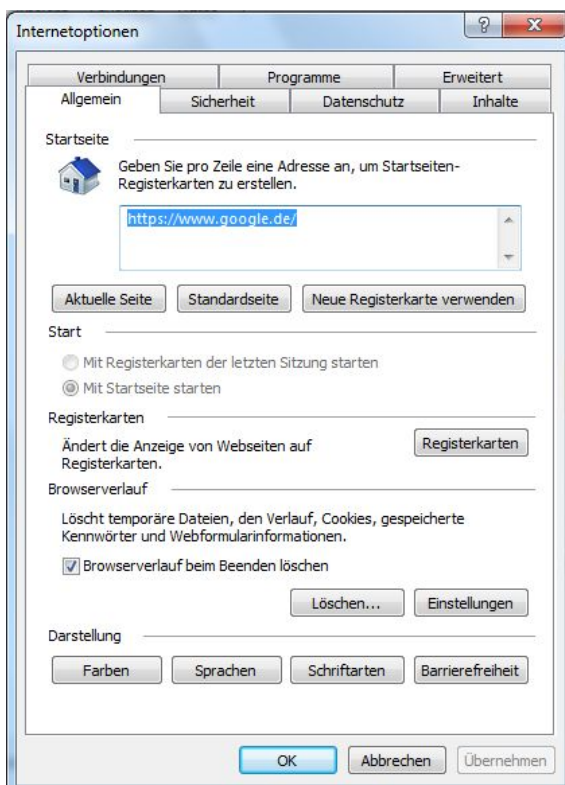 Internetoptionen
Verbindungen Programme Erweitert
Allgemein Sicherheit Datenschutz Inhalte
Startseite
Geben Sie pro Zeile eine Adresse an, um Startseiten-
Registerkarten zu erstellen.
https://www.google.de/
Aktuelle Seite Standardseite Neue Registerkarte verwenden
Start
Mit Registerkarten der letzten Sitzung starten
Mit Startseite starten
Registerkarten
Ändert die Anzeige von Webseiten auf
Registerkarten.
Registerkarten
Browserverlauf
Löscht temporäre Dateien, den Verlauf, Cookies, gespeicherte
Kennwörter und Webformularinformationen.
Browserverlauf beim Beenden löschen
Löschen... Einstellungen
Darstellung
Farben Sprachen Schriftarten Barrierefreiheit
OK Abbrechen Übernehmen